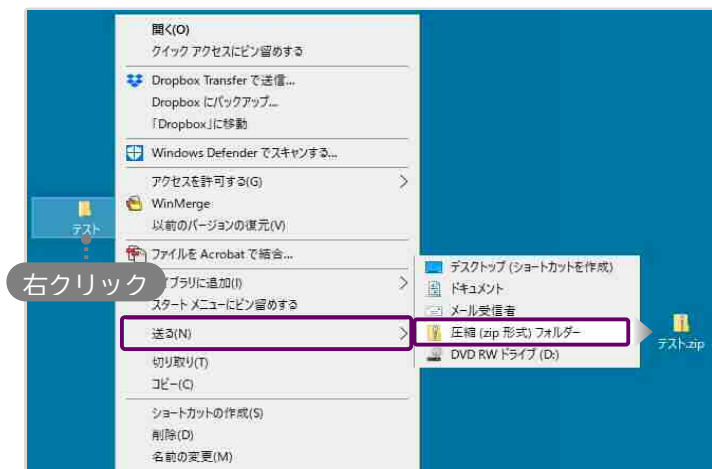 開く(O)
クイック アクセスにピン留めする
Dropbox Transfer で送信...
Dropbox にバックアップ...
「Dropbox」に移動
Windows Defender でスキャンする...
アクセスを許可する(G)
WinMerge
以前のバージョンの復元(V)
テスト
ファイルを Acrobat で結合...
右クリック
イブラリに追加(I)
スタート メニューにピン留めする
送る(N)
切り取り(T)
コピー(C)
ショートカットの作成(S)
削除(D)
名前の変更(M)
デスクトップ (ショートカットを作成)
ドキュメント
メール受信者
圧縮 (zip 形式) フォルダー
DVD RW ドライブ (D:)
テスト.zip